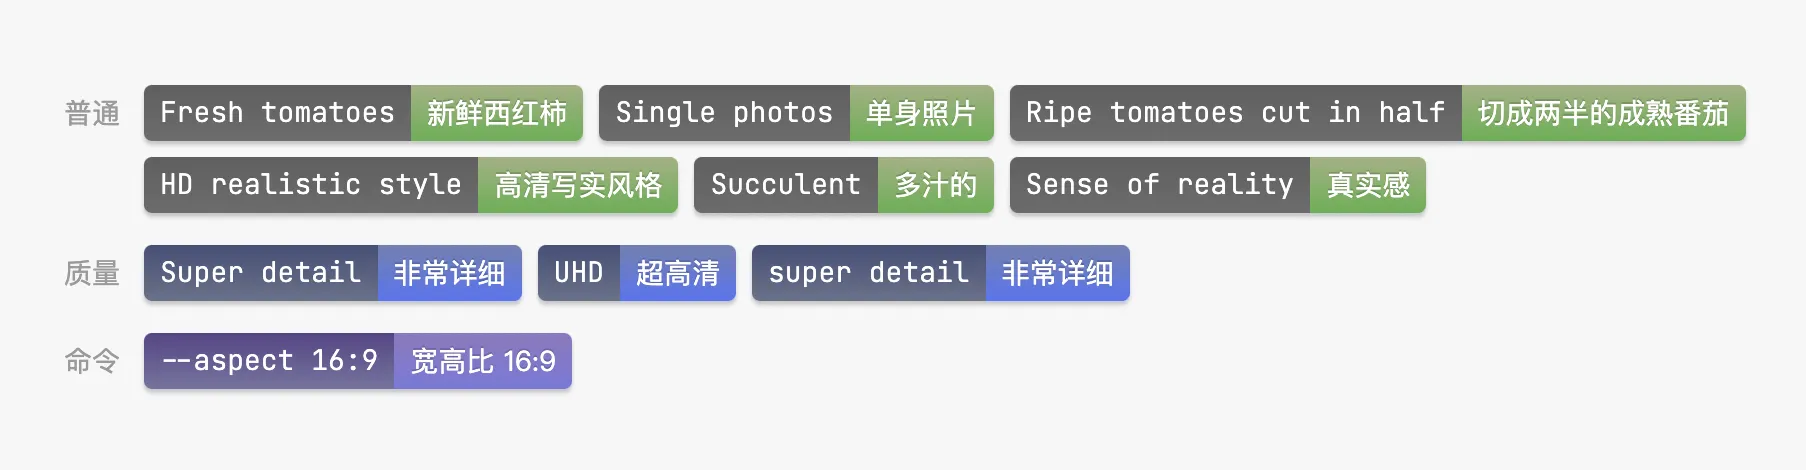 普通 Fresh tomatoes 新鲜西红柿 Single photos 单身照片 Ripe tomatoes cut in half 切成两半的成熟番茄
HD realistic style 高清写实风格 Succulent 多汁的 Sense of reality 真实感
质量 Super detail 非常详细 UHD 超高清 super detail 非常详细
命令 --aspect 16:9 宽高比 16:9